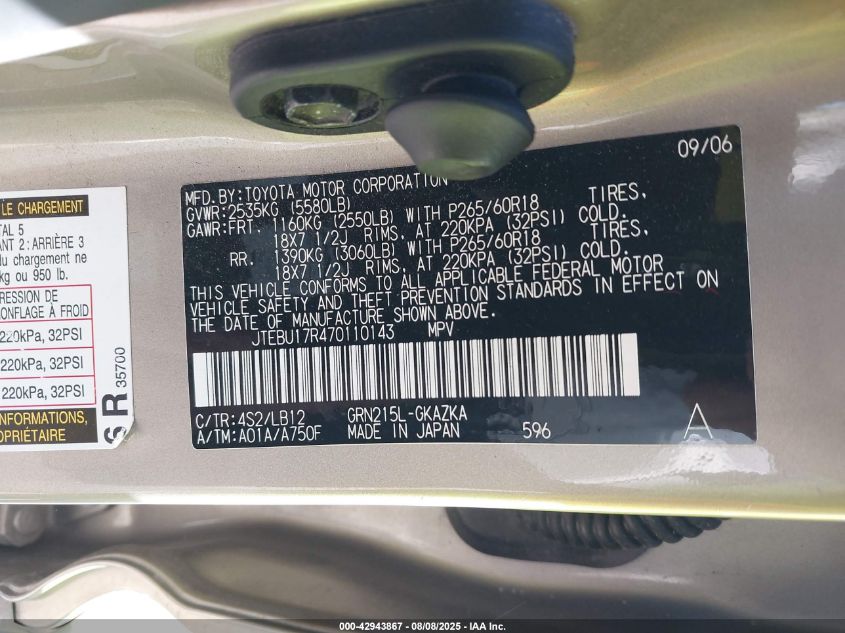 LE CHARGEMENT
TAL 5
ANT 2: ARRIÈRE 3
du chargement ne
kg ou 950 lb.
RESSION DE
ONFLAGE À FROID
220kPa, 32PSI
220kPa, 32PSI
220kPa, 32PSI
INFORMATIONS,
OPRIÉTAIRE
R 35700
09/06
MFD. BY: TOYOTA MOTOR CORPORATION
GVWR: 2535KG (5580LB)
GAWR: FRT. 1160KG (2550LB) WITH P265/60R18 TIRES,
18X7 1/2J RIMS, AT 220KPA (32PSI) COLD.
RR. 1390KG (3060LB) WITH P265/60R18 TIRES,
18X7 1/2J RIMS, AT 220KPA (32PSI) COLD.
THIS VEHICLE CONFORMS TO ALL APPLICABLE FEDERAL MOTOR
VEHICLE SAFETY AND THEFT PREVENTION STANDARDS IN EFFECT ON
THE DATE OF MANUFACTURE SHOWN ABOVE.
JTEBU17R470110143 MPV
C/TR: 4S2/LB12 GRN215L-GKAZKA
A/TM: A01A/A750F MADE IN JAPAN 596 A
000-42943867 - 08/08/2025 - IAA Inc.